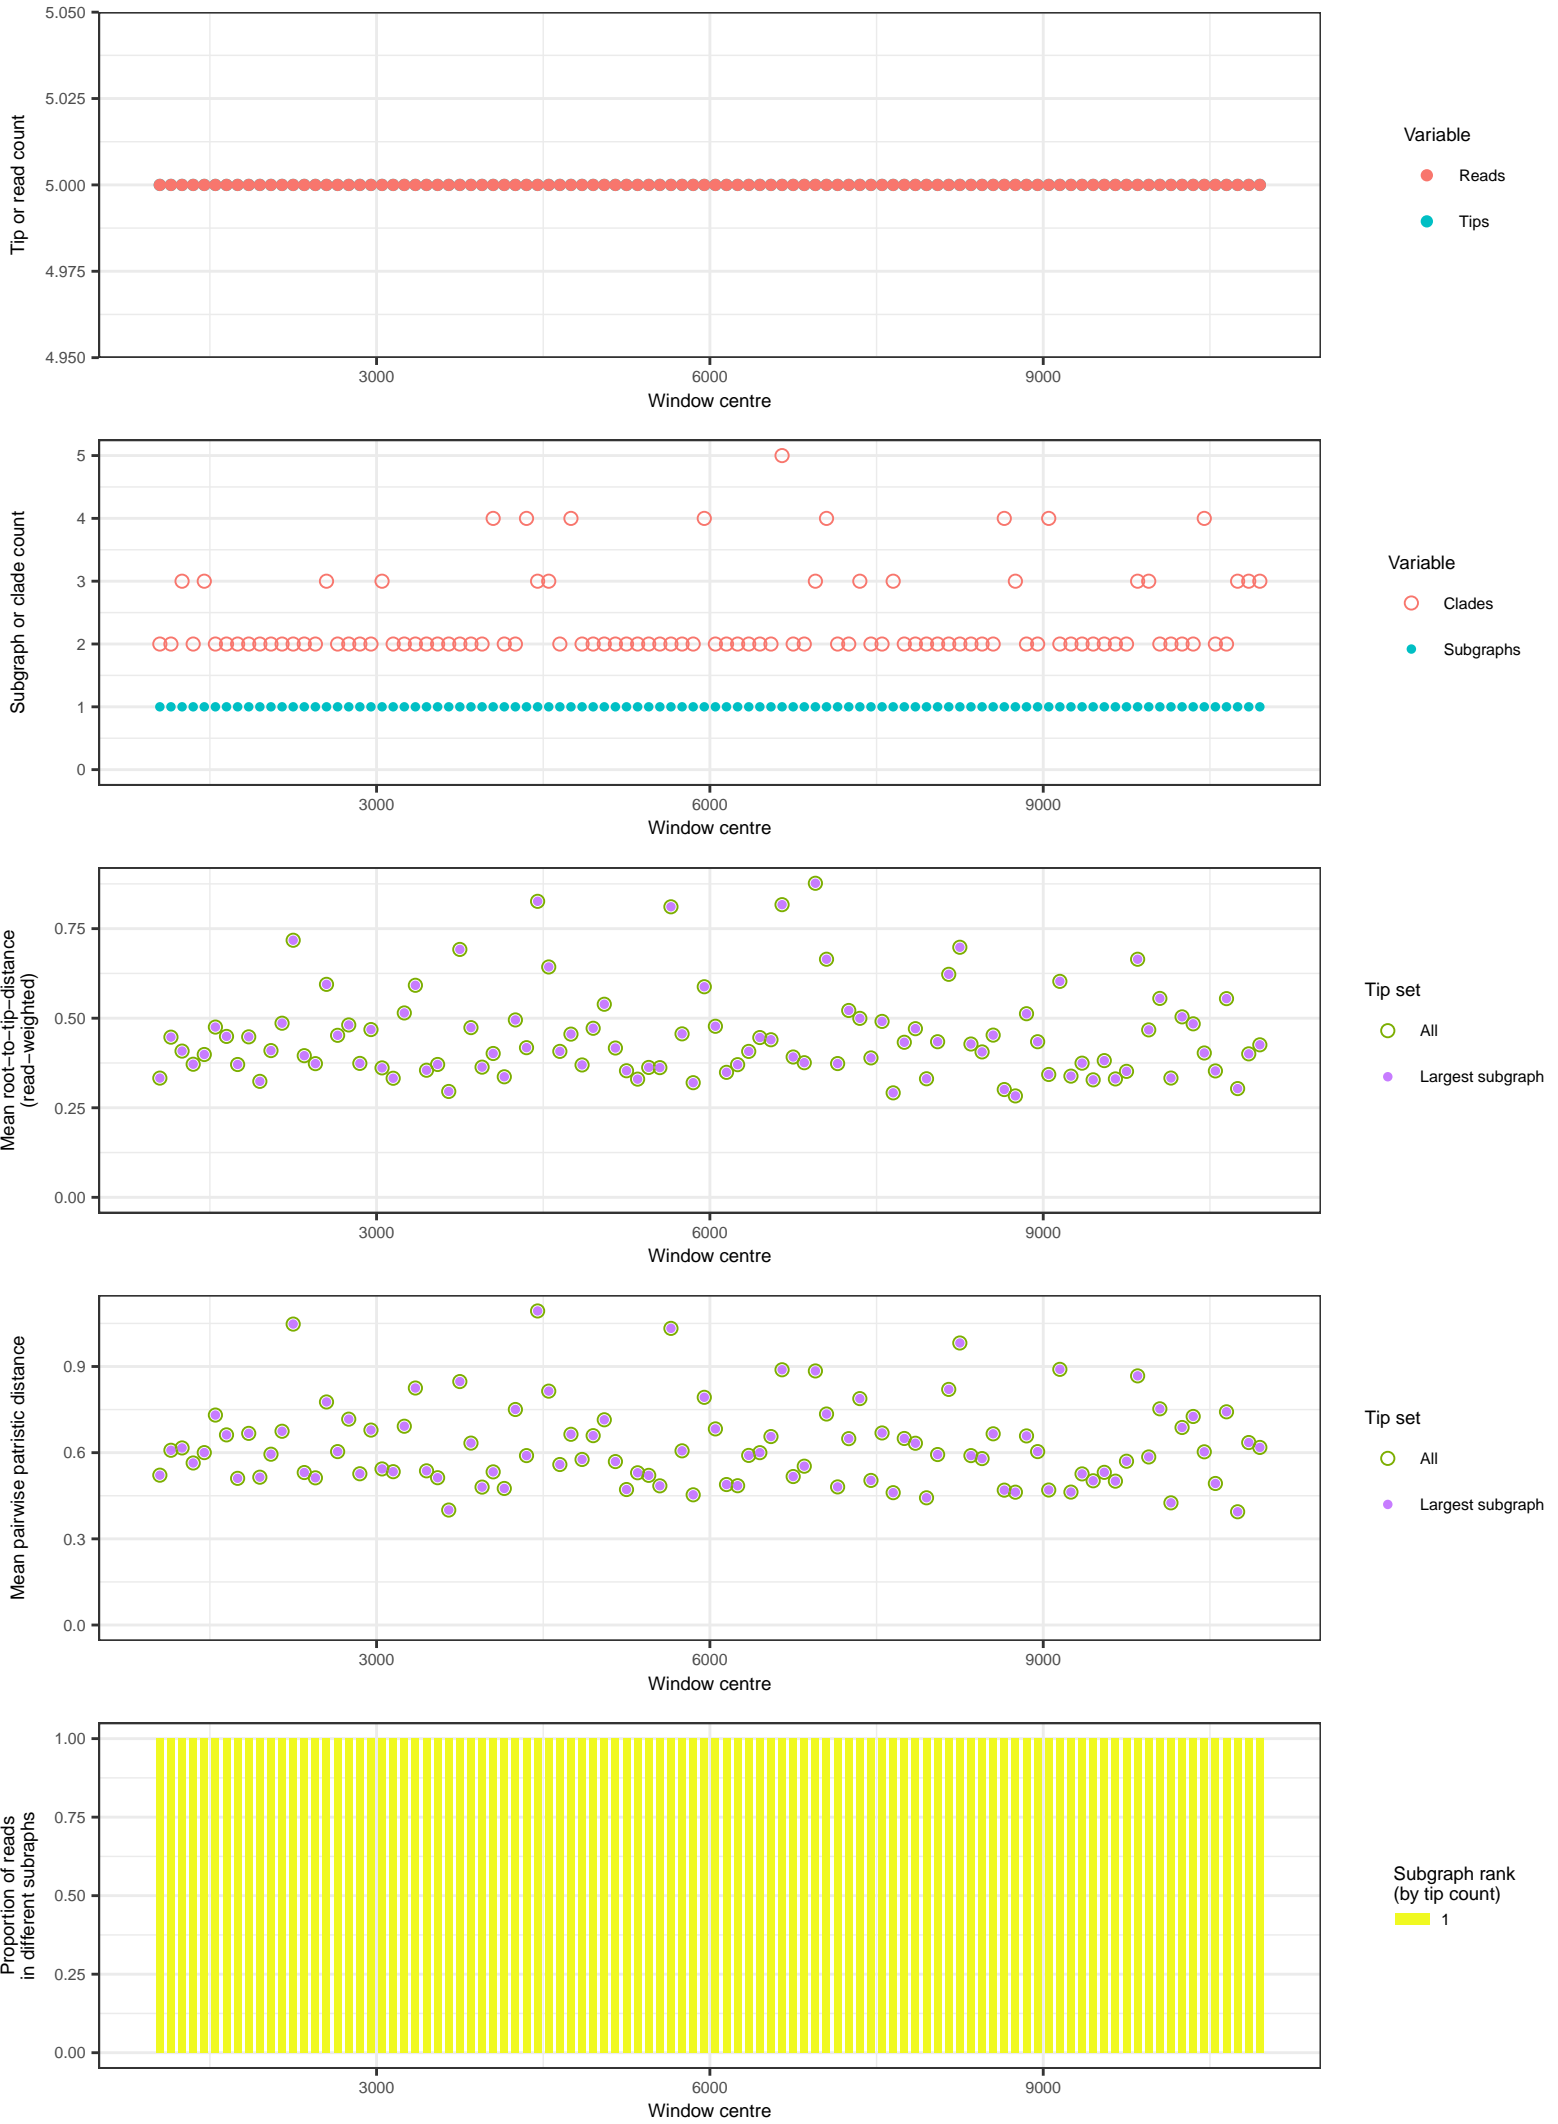 5.050
5.025
5.000
4.975
4.950
Tip or read count
3000 6000 9000
Window centre
Variable
Reads
Tips
5
4
3
2
1
0
Subgraph or clade count
3000 6000 9000
Window centre
Variable
Clades
Subgraphs
0.75
0.50
0.25
0.00
Mean root−to−tip−distance
(read−weighted)
3000 6000 9000
Window centre
Tip set
All
Largest subgraph
0.9
0.6
0.3
0.0
Mean pairwise patristic distance
3000 6000 9000
Window centre
Tip set
All
Largest subgraph
1.00
0.75
0.50
0.25
0.00
Proportion of reads
in different subraphs
3000 6000 9000
Window centre
Subgraph rank
(by tip count)
1